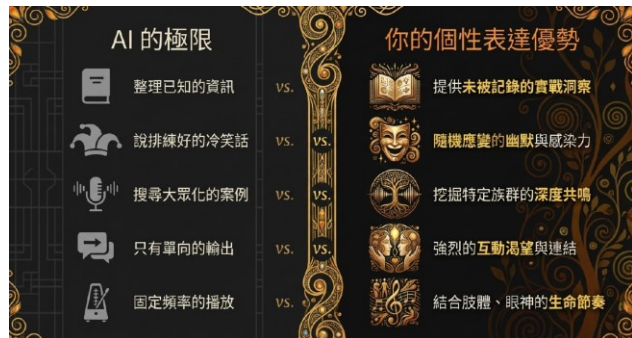 AI 的極限
你的個性表達優勢
整理已知的資訊
vs.
提供未被記錄的實戰洞察
說排練好的冷笑話
vs.
vs.
隨機應變的幽默與感染力
搜尋大眾化的案例
vs.
vs.
挖掘特定族群的深度共鳴
只有單向的輸出
vs.
vs.
強烈的互動渴望與連結
固定頻率的播放
vs.
結合肢體、眼神的生命節奏